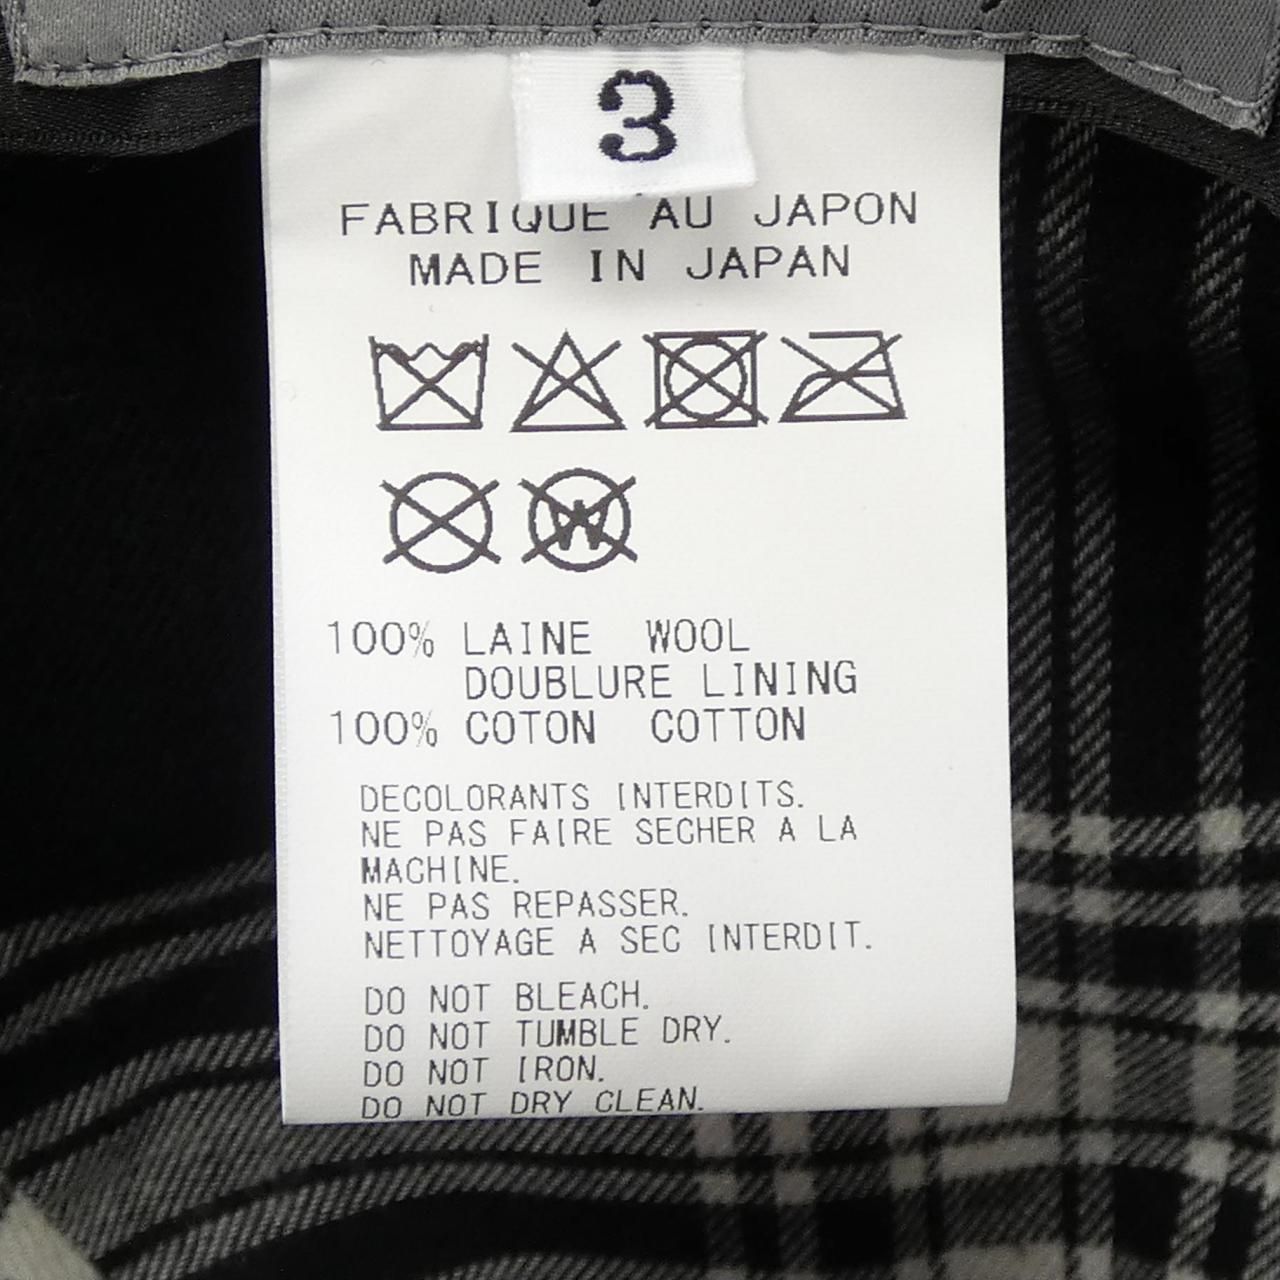 3
FABRIQUE AU JAPON
MADE IN JAPAN
W
100% LAINE WOOL
DOUBLURE LINING
100% COTON COTTON
DECOLORANTS INTERDITS.
NE PAS FAIRE SECHER A LA
MACHINE.
NE PAS REPASSER.
NETTOYAGE A SEC INTERDIT.
DO NOT BLEACH.
DO NOT TUMBLE DRY.
DO NOT IRON.
DO NOT DRY CLEAN.